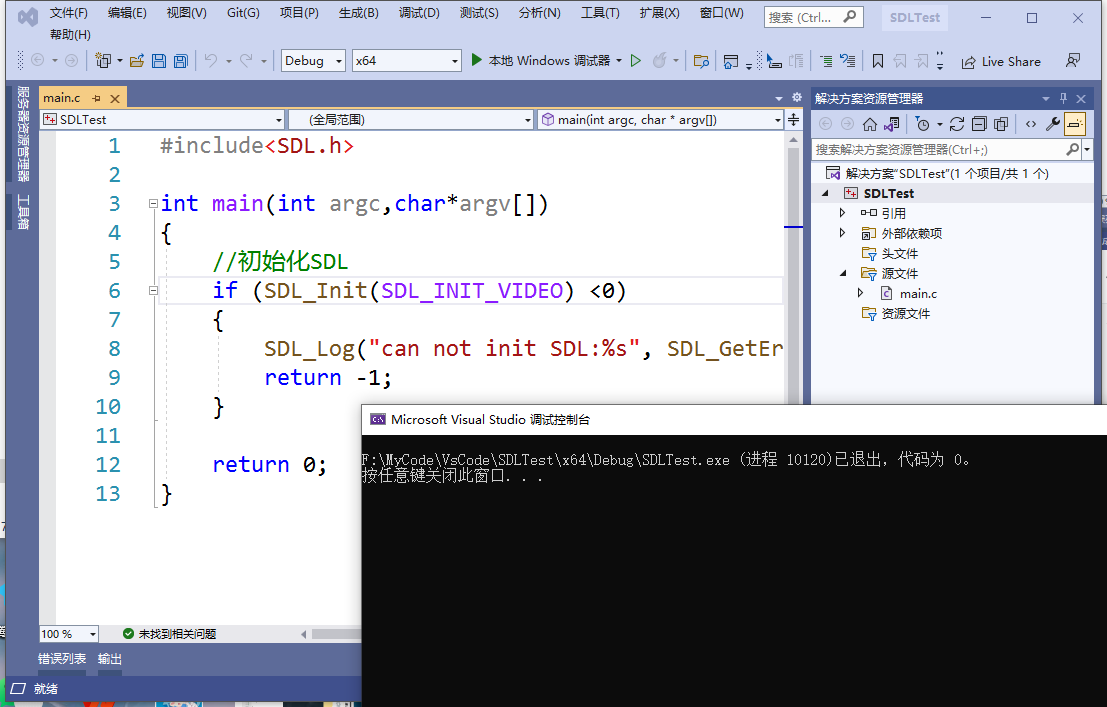 文件(F) 编辑(E) 视图(V) Git(G) 项目(P) 生成(B) 调试(D) 测试(S) 分析(N) 工具(T) 扩展(X) 窗口(W) 搜索 (Ctrl... SDLTest
帮助(H)
Debug x64 本地 Windows 调试器 Live Share
服务器资源管理器
工具箱
main.c
SDLTest (全局范围) main(int argc, char * argv[])
1 #include<SDL.h>
2
3 int main(int argc,char*argv[])
4 {
5 //初始化SDL
6 if (SDL_Init(SDL_INIT_VIDEO) <0)
7 {
8 SDL_Log("can not init SDL:%s", SDL_GetEr
9 return -1;
10 }
11
12 return 0;
13 }
100 % 未找到相关问题
错误列表 输出
就绪
解决方案资源管理器
搜索解决方案资源管理器(Ctrl+;)
解决方案"SDLTest"(1 个项目/共 1 个)
SDLTest
引用
外部依赖项
头文件
源文件
main.c
资源文件
Microsoft Visual Studio 调试控制台
F:\MyCode\VsCode\SDLTest\x64\Debug\SDLTest.exe (进程 10120)已退出，代码为 0。
按任意键关闭此窗口. . .